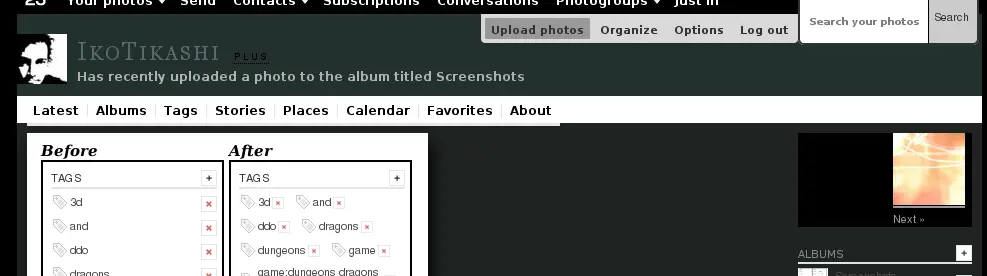 23 Your photos Send Contacts Subscriptions Conversations Photogroups Just in
Search your photos Search
Upload photos Organize Options Log out
IkoTikashi PLUS
Has recently uploaded a photo to the album titled Screenshots
Latest Albums Tags Stories Places Calendar Favorites About
Before After
TAGS + TAGS +
3d x 3d x and x
and x ddo x dragons x
ddo x dungeons x game x
dragons game:dungeons dragons
Next »
ALBUMS +
Screenshots